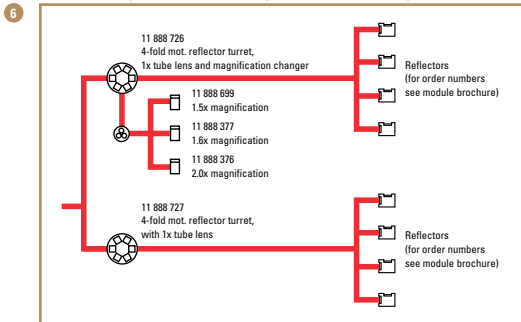 6
11 888 726
4-fold mot. reflector turret,
1x tube lens and magnification changer
11 888 699
1.5x magnification
11 888 377
1.6x magnification
11 888 376
2.0x magnification
Reflectors
(for order numbers
see module brochure)
11 888 727
4-fold mot. reflector turret,
with 1x tube lens
Reflectors
(for order numbers
see module brochure)